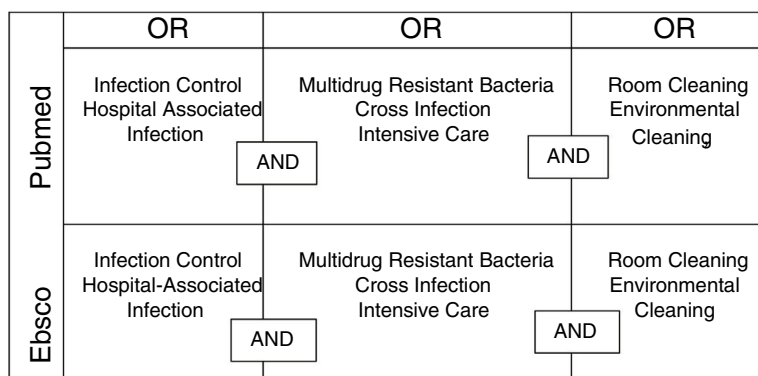 OR
OR
OR
Pubmed
Infection Control
Hospital Associated
Infection
AND
Multidrug Resistant Bacteria
Cross Infection
Intensive Care
AND
Room Cleaning
Environmental
Cleaning
Ebsco
Infection Control
Hospital-Associated
Infection
AND
Multidrug Resistant Bacteria
Cross Infection
Intensive Care
AND
Room Cleaning
Environmental
Cleaning